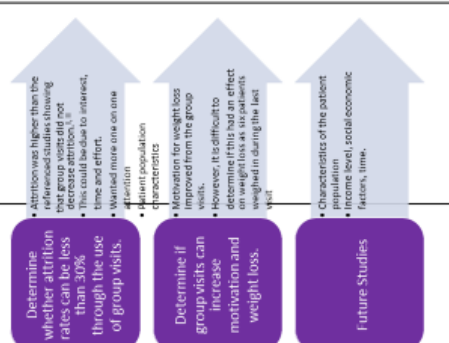 Determine
whether attrition
rates can be less
than 30%
through the use
of group visits.
• Attrition was higher than the
referenced studies showing
that group visits did not
decrease attention.
• This could be due to interest,
time and effort.
• Wanted more one on one
attention
• Patient population
characteristics
Determine if
group visits can
increase
motivation and
weight loss.
• Motivation for weight loss
improved from the group
visits.
• However, it is difficult to
determine if this had an effect
on weight loss as six patients
weighed in during the last
visit
Future Studies
• Characteristics of the patient
population
• Income level, social economic
factors, time.